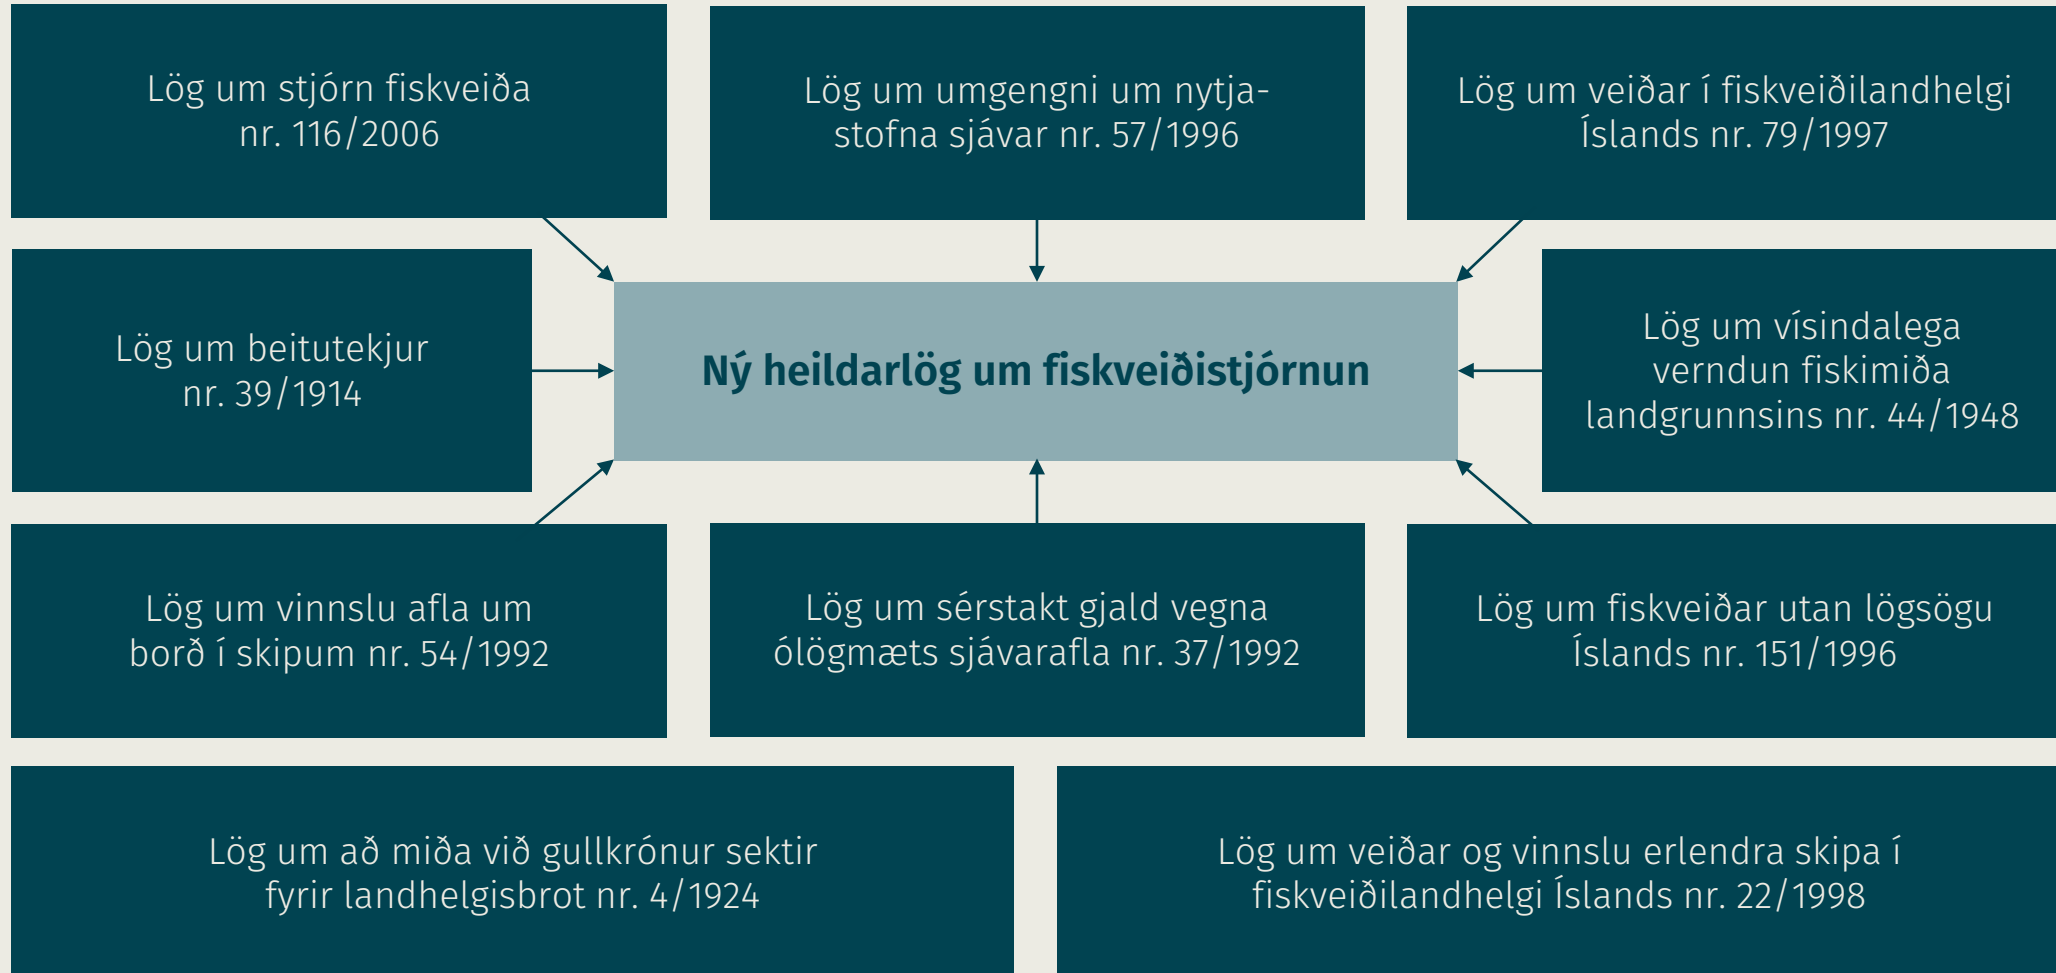 Lög um stjórn fiskveiða
nr. 116/2006
Lög um umgengni um nytja-
stofna sjávar nr. 57/1996
Lög um veiðar í fiskveiðilandhelgi
Íslands nr. 79/1997
Lög um beitutekjur
nr. 39/1914
Ný heildarlög um fiskveiðistjórnun
Lög um vísindalega
verndun fiskimiða
landgrunnsins nr. 44/1948
Lög um vinnslu afla um
borð í skipum nr. 54/1992
Lög um sérstakt gjald vegna
ólögmæts sjávarafla nr. 37/1992
Lög um fiskveiðar utan lögsögu
Íslands nr. 151/1996
Lög um að miða við gullkrónur sektir
fyrir landhelgisbrot nr. 4/1924
Lög um veiðar og vinnslu erlendra skipa í
fiskveiðilandhelgi Íslands nr. 22/1998